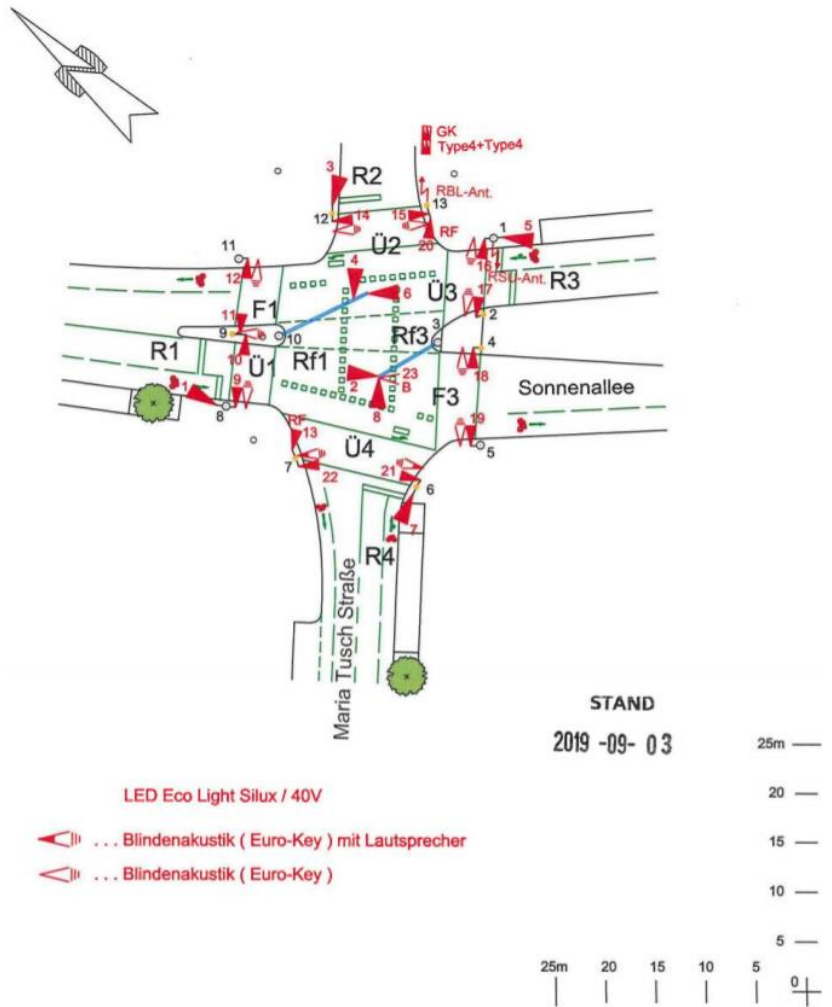 GK
Type4+Type4
3
R2
RBL-Ant.
13
12
14
15
RF
20
1
5
11
Ü2
16
RSU-Ant.
R3
12
4
6
Ü3
17
F1
2
11
9
10
3
Rf3
4
R1
10
Ü1
Rf1
18
2
23
B
8
F3
Sonnenallee
1
9
8
RF
13
Ü4
19
5
7
22
21
6
7
R4
Maria Tusch Straße
STAND
2019 -09- 03
25m
20
15
10
5
0
25m
20
15
10
5
LED Eco Light Silux / 40V
... Blindenakustik ( Euro-Key ) mit Lautsprecher
... Blindenakustik ( Euro-Key )